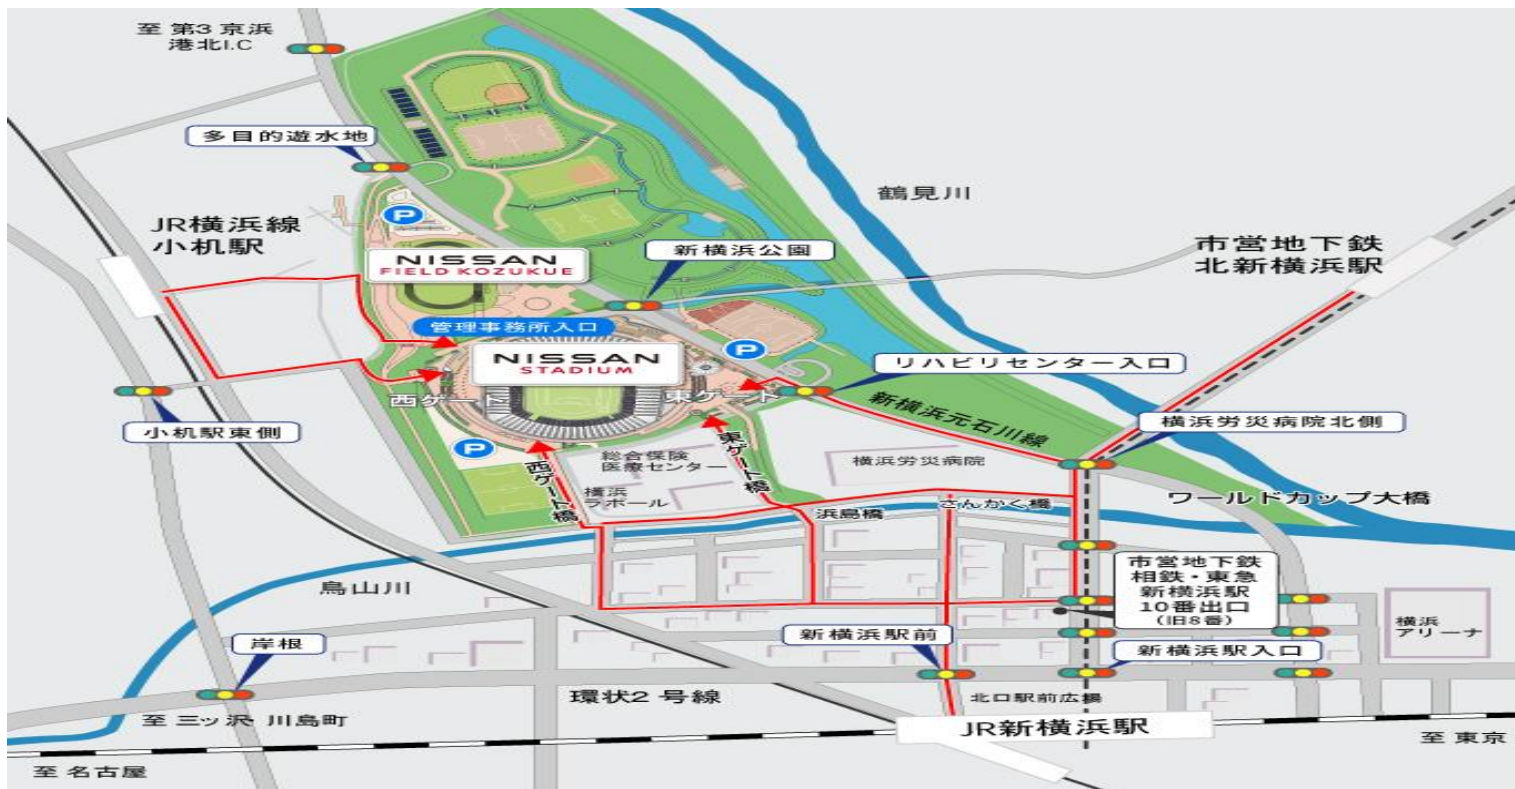 至 第3 京浜
港北I.C
多目的遊水地
JR横浜線
小机駅
P
NISSAN
FIELD KOZUKUE
新横浜公園
鶴見川
市営地下鉄
北新横浜駅
管理事務所入口
NISSAN
STADIUM
P
リハビリセンター入口
西ゲート
東ゲート
新横浜元石川線
小机駅東側
横浜労災病院北側
P
西ゲート橋
総合保険
医療センター
東ゲート橋
横浜労災病院
横浜
ラポール
浜鳥橋
さんかく橋
ワールドカップ大橋
鳥山川
市営地下鉄
相鉄・東急
新横浜駅
10番出口
(旧8番)
横浜
アリーナ
岸根
新横浜駅前
新横浜駅入口
環状2 号線
北口駅前広場
至 三ッ沢・川島町
JR新横浜駅
至 東京
至 名古屋